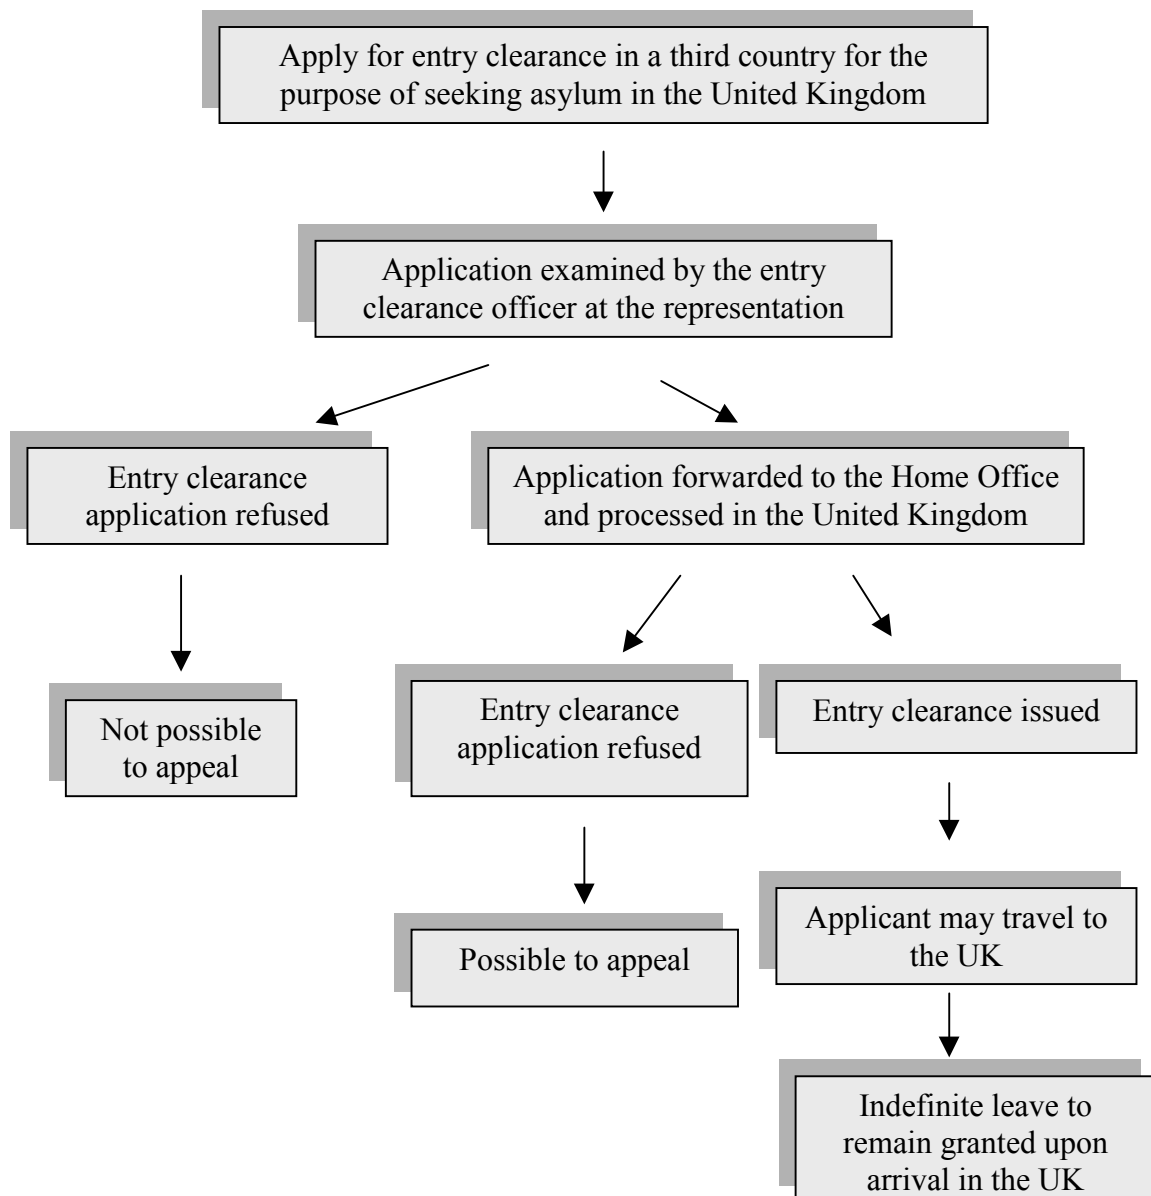 Apply for entry clearance in a third country for the
purpose of seeking asylum in the United Kingdom
Application examined by the entry
clearance officer at the representation
Entry clearance
application refused
Application forwarded to the Home Office
and processed in the United Kingdom
Not possible
to appeal
Entry clearance
application refused
Entry clearance issued
Possible to appeal
Applicant may travel to
the UK
Indefinite leave to
remain granted upon
arrival in the UK